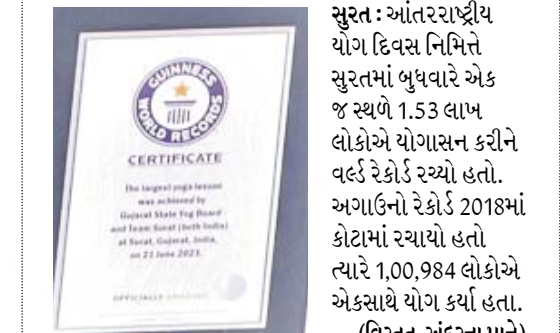 GUINNESS
WORLD RECORDS
CERTIFICATE
The largest yoga lesson
was achieved by
Gujarat State Yog Board
and Team Surat (both India)
at Surat, Gujarat, India,
on 21 June 2023.
OFFICIALLY AMAZING
સુરત : આંતરરાષ્ટ્રીય
યોગ દિવસ નિમિત્તે
સુરતમાં બુધવારે એક
જ સ્થળે 1.53 લાખ
લોકોએ યોગાસન કરીને
વર્લ્ડ રેકોર્ડ રચ્યો હતો.
અગાઉનો રેકોર્ડ 2018માં
કોટામાં રચાયો હતો
ત્યારે 1,00,984 લોકોએ
એકસાથે યોગ કર્યા હતા.
(વિસ્તૃત અંદરના પાને)